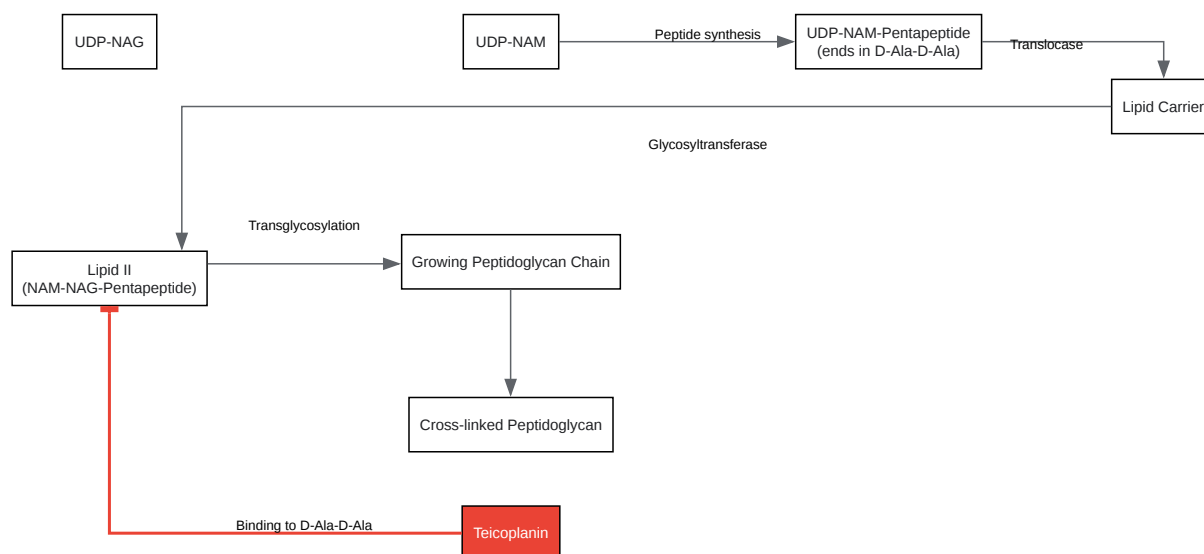 UDP-NAG
UDP-NAM
Peptide synthesis
UDP-NAM-Pentapeptide
(ends in D-Ala-D-Ala)
Translocase
Lipid Carrier
Glycosyltransferase
Transglycosylation
Lipid II
(NAM-NAG-Pentapeptide)
Growing Peptidoglycan Chain
Cross-linked Peptidoglycan
Binding to D-Ala-D-Ala
Teicoplanin